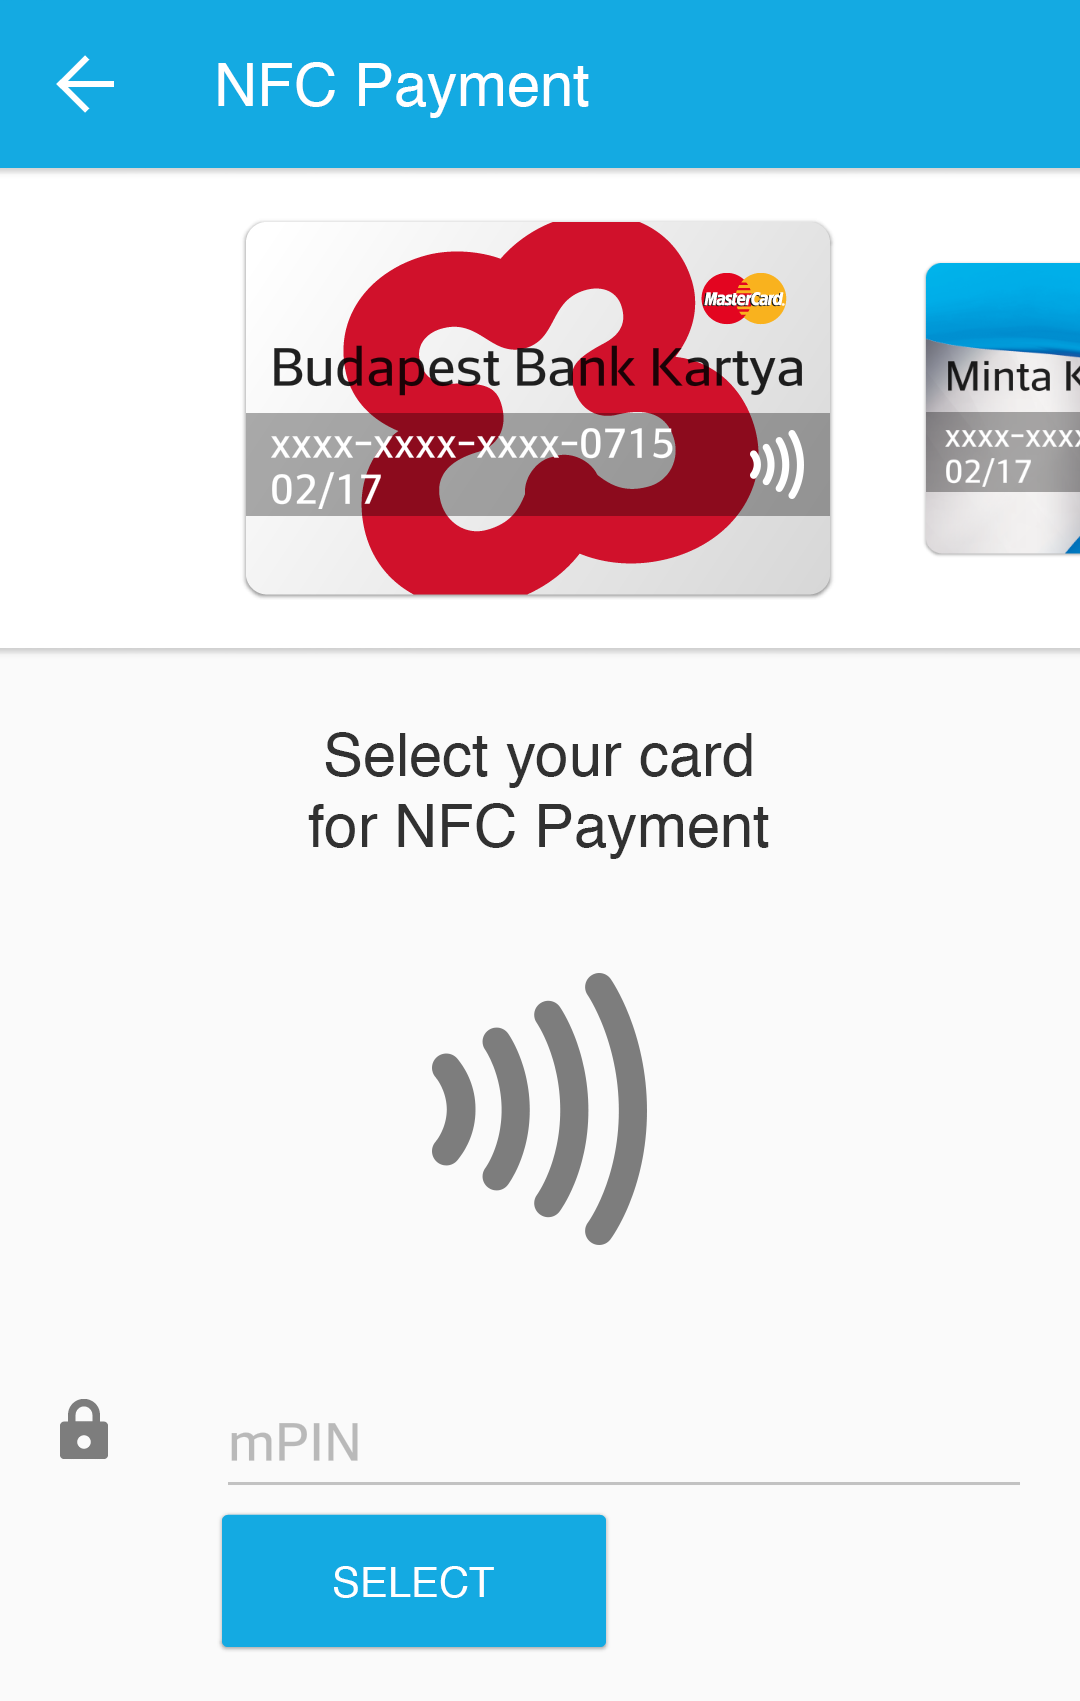 NFC Payment
MasterCard
Budapest Bank Kartya
xxxx-xxxx-xxxx-0715
02/17
Minta K
xxxx-xxxx
02/17
Select your card
for NFC Payment
mPIN
SELECT